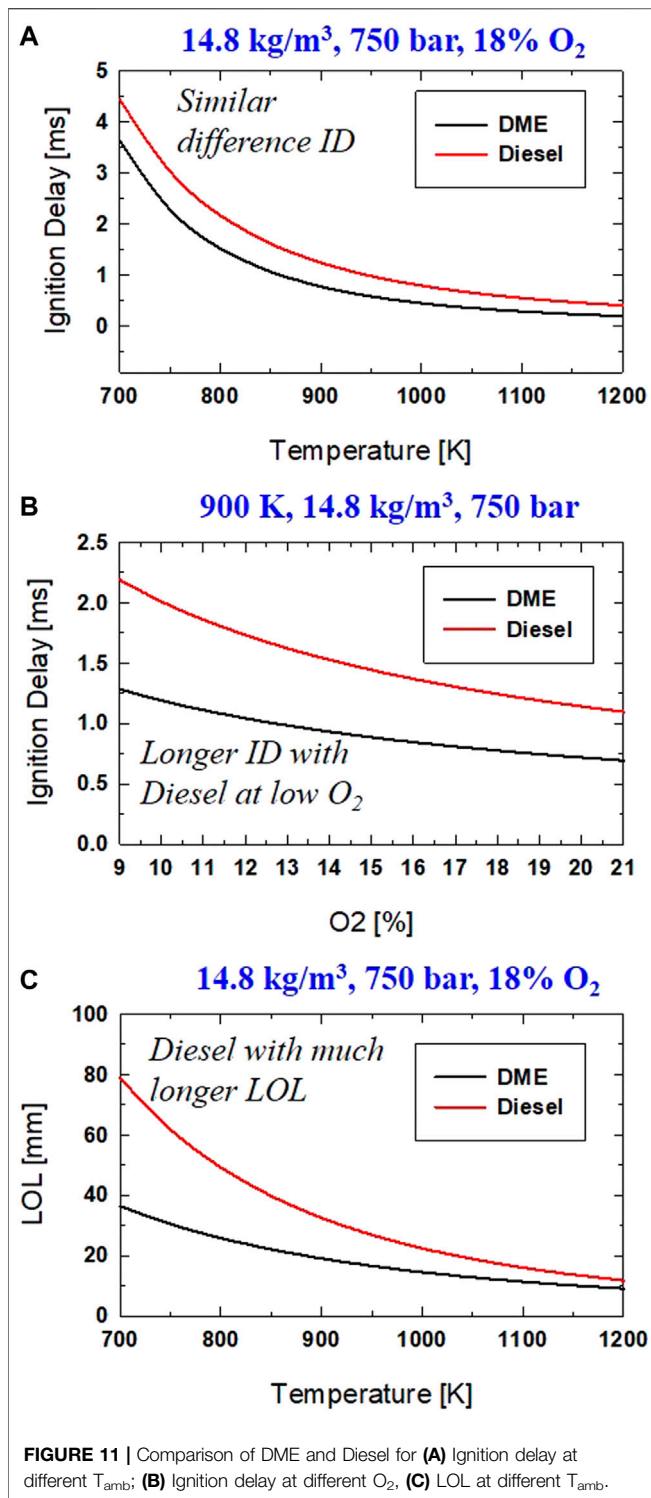 A
14.8 kg/m³, 750 bar, 18% O₂
5
4
3
2
1
0
Ignition Delay [ms]
Similar
difference ID
DME
Diesel
700 800 900 1000 1100 1200
Temperature [K]
B
900 K, 14.8 kg/m³, 750 bar
2.5
2.0
1.5
1.0
0.5
0.0
Ignition Delay [ms]
DME
Diesel
Longer ID with
Diesel at low O₂
9 10 11 12 13 14 15 16 17 18 19 20 21
O2 [%]
C
14.8 kg/m³, 750 bar, 18% O₂
100
80
60
40
20
0
LOL [mm]
Diesel with much
longer LOL
DME
Diesel
700 800 900 1000 1100 1200
Temperature [K]
FIGURE 11 | Comparison of DME and Diesel for (A) Ignition delay at
different Tₐₘb; (B) Ignition delay at different O₂, (C) LOL at different Tₐₘb.